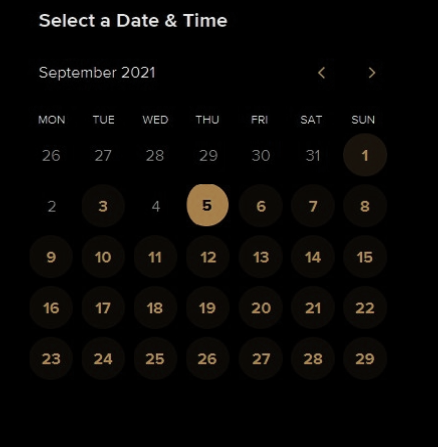 Select a Date & Time
September 2021
MON TUE WED THU FRI SAT SUN
26 27 28 29 30 31 1
2 3 4 5 6 7 8
9 10 11 12 13 14 15
16 17 18 19 20 21 22
23 24 25 26 27 28 29